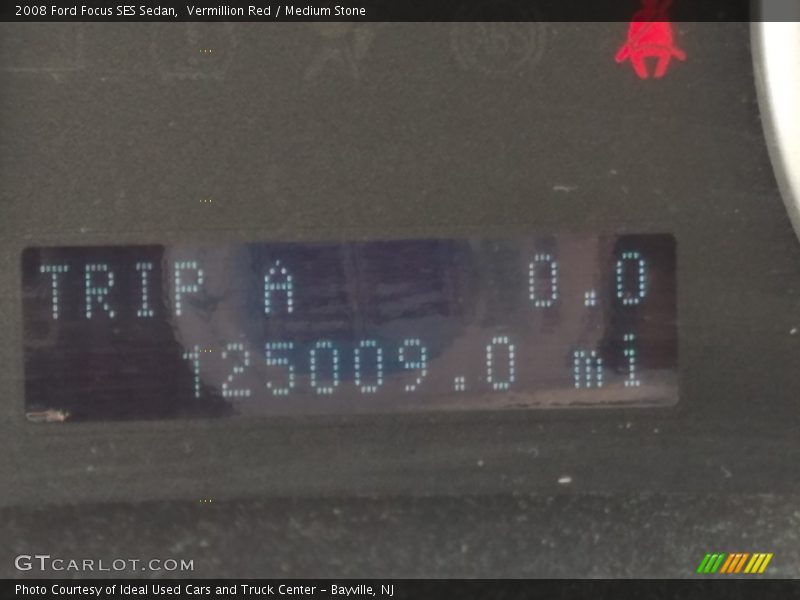 2008 Ford Focus SES Sedan,  Vermillion Red / Medium Stone
TRIP A 0.0
125009.0 mi
GTCARLOT.COM
Photo Courtesy of Ideal Used Cars and Truck Center – Bayville, NJ